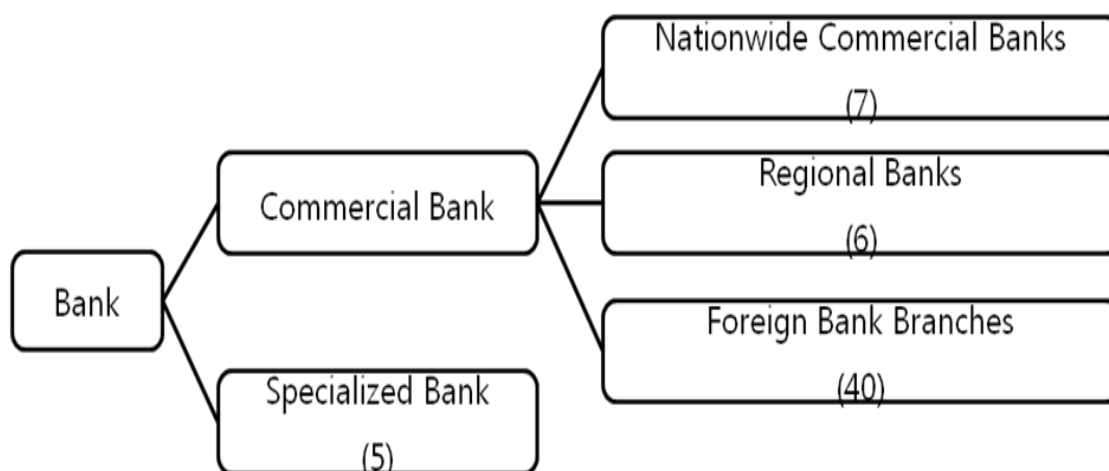 Bank
Commercial Bank
Specialized Bank
(5)
Nationwide Commercial Banks
(7)
Regional Banks
(6)
Foreign Bank Branches
(40)